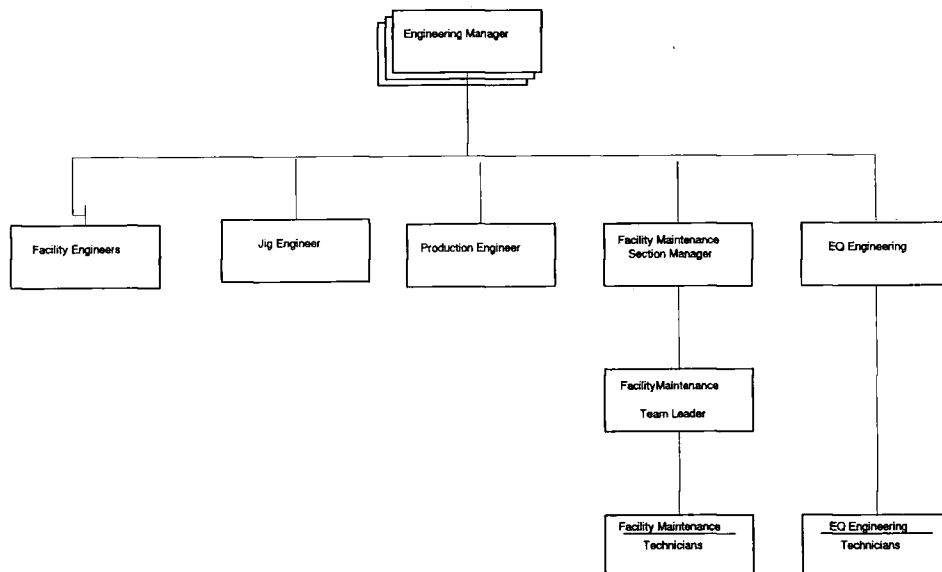 Engineering Manager
Facility Engineers
Jig Engineer
Production Engineer
Facility Maintenance
Section Manager
EQ Engineering
FacilityMaintenance
Team Leader
Facility Maintenance
Technicians
EQ Engineering
Technicians